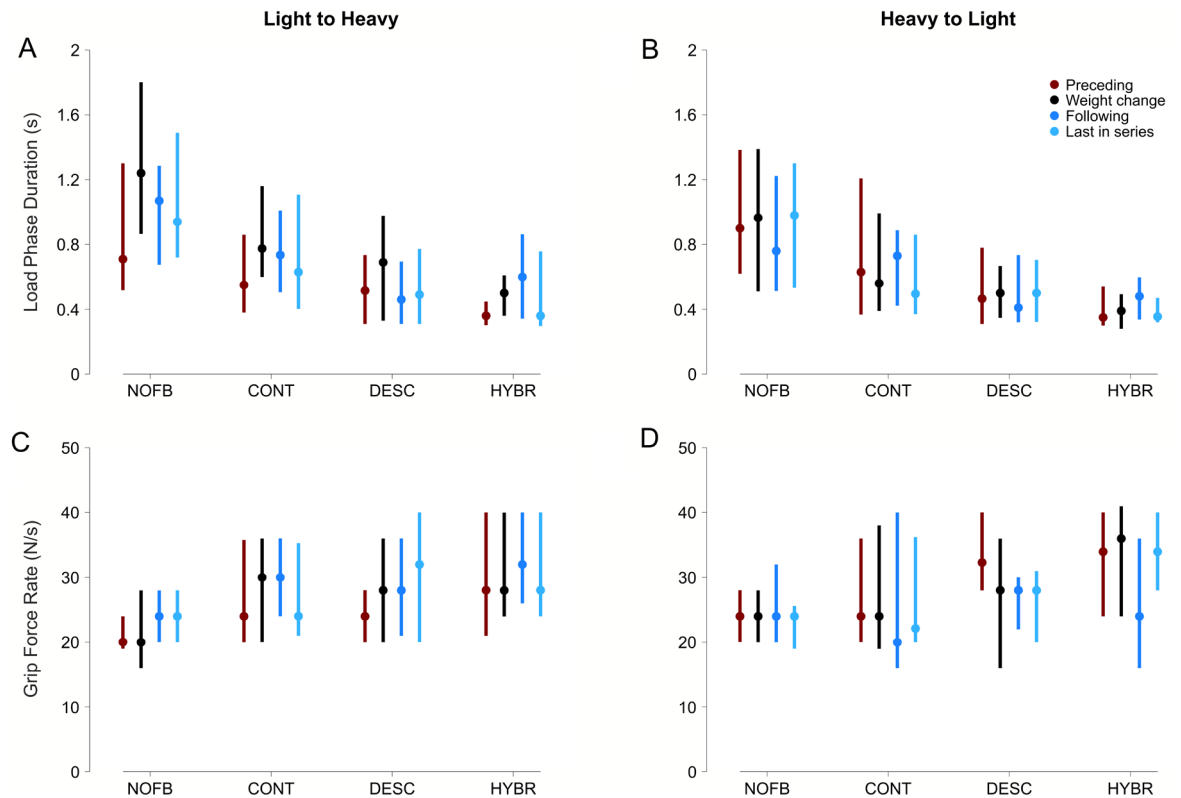 Light to Heavy
Heavy to Light
A
B
Load Phase Duration (s)
2
1.6
1.2
0.8
0.4
0
NOFB CONT DESC HYBR
2
1.6
1.2
0.8
0.4
0
Preceding
Weight change
Following
Last in series
NOFB CONT DESC HYBR
C
D
Grip Force Rate (N/s)
50
40
30
20
10
0
NOFB CONT DESC HYBR
50
40
30
20
10
0
NOFB CONT DESC HYBR